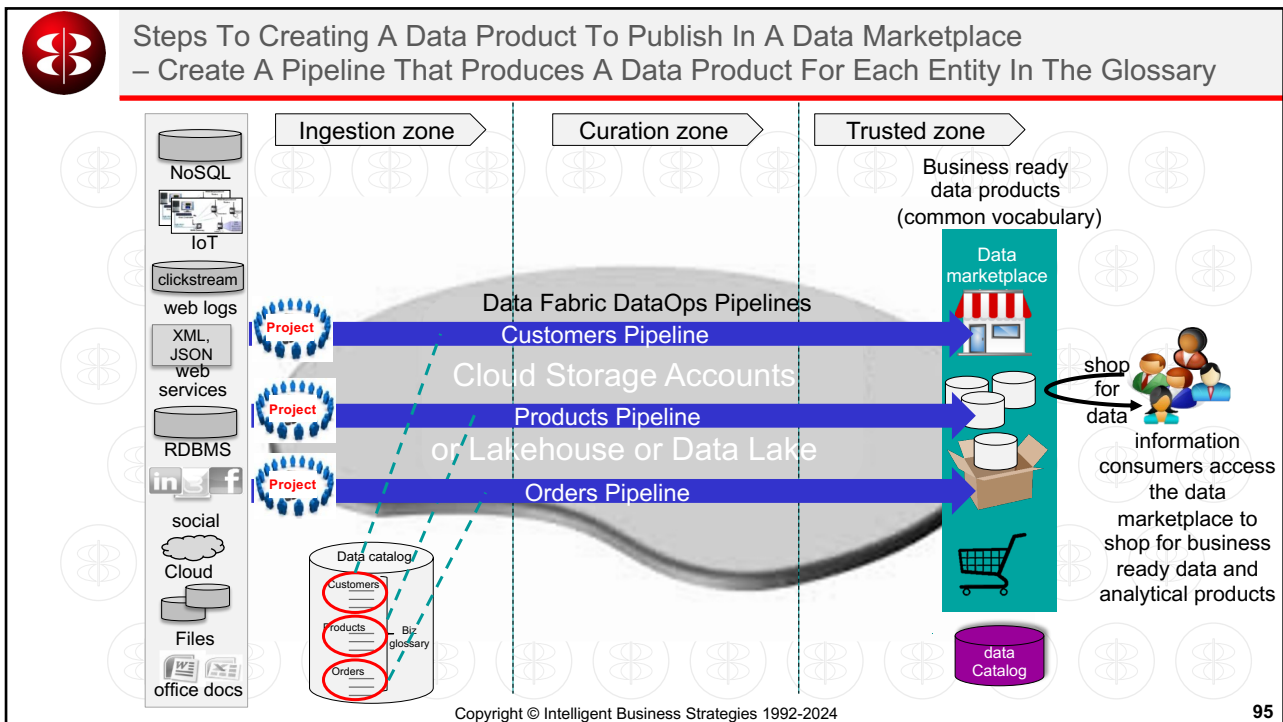 Steps To Creating A Data Product To Publish In A Data Marketplace
– Create A Pipeline That Produces A Data Product For Each Entity In The Glossary
Ingestion zone
Curation zone
Trusted zone
NoSQL
IoT
clickstream
web logs
XML,
JSON
web
services
RDBMS
in
f
social
Cloud
Files
W
X
office docs
Business ready
data products
(common vocabulary)
Data
marketplace
Data Fabric DataOps Pipelines
Project
Customers Pipeline
Cloud Storage Accounts
Project
Products Pipeline
or Lakehouse or Data Lake
Project
Orders Pipeline
Data catalog
Customers
Products
Biz
glossary
Orders
shop
for
data
information
consumers access
the data
marketplace to
shop for business
ready data and
analytical products
data
Catalog
Copyright © Intelligent Business Strategies 1992-2024
95